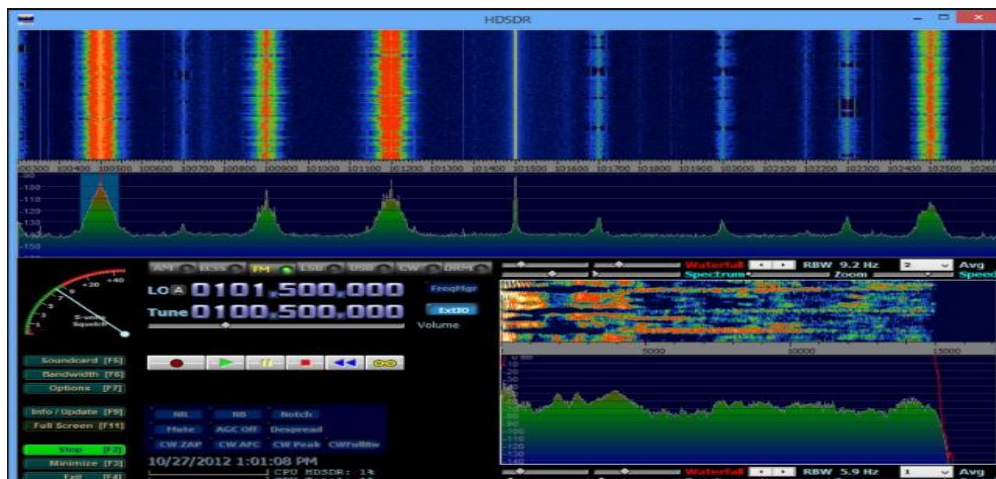 HDSDR
100400 100500 100600 100700 100800 100900 101000 101100 101200 101300 101400 101500 101600 101700 101800 101900 102000 102100 102200 102300 102400 102500
-110
-120
-130
-150
AM ECSS FM LSB USB CW DRM
Waterfall RBW 9.2 Hz 2 Avg
Spectrum Zoom Speed
+20 +40
S-units
Squelch
LO A 0101.500.000
FreqMgr
Tune 0100.500.000
ExtIO
Volume
5000 10000 15000
Soundcard [F5]
Bandwidth [F6]
Options [F7]
Info / Update [F9]
Full Screen [F11]
Stop [F2]
Minimize [F3]
Exit [F4]
NR NB Notch
Mute AGC Off Despread
CW ZAP CW AFC CW Peak CWFullBw
10/27/2012 1:01:08 PM
CPU HDSDR: 1%
Waterfall RBW 5.9 Hz 1 Avg